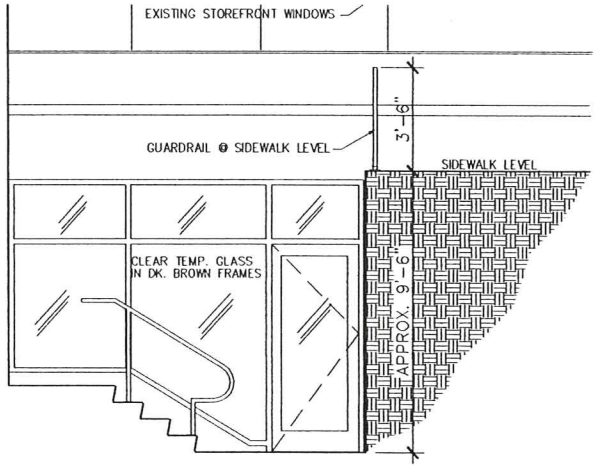 EXISTING STOREFRONT WINDOWS
3'-6"
GUARDRAIL @ SIDEWALK LEVEL
SIDEWALK LEVEL
CLEAR TEMP. GLASS
IN DK. BROWN FRAMES
APPROX. 9'-6"